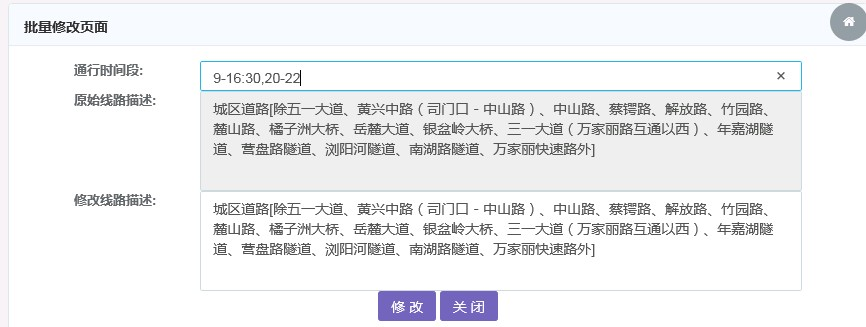 批量修改页面
通行时间段:
9-16:30,20-22
原始线路描述:
城区道路[除五一大道、黄兴中路（司门口－中山路）、中山路、蔡锷路、解放路、竹园路、
麓山路、橘子洲大桥、岳麓大道、银盆岭大桥、三一大道（万家丽路互通以西）、年嘉湖隧
道、营盘路隧道、浏阳河隧道、南湖路隧道、万家丽快速路外]
修改线路描述:
城区道路[除五一大道、黄兴中路（司门口－中山路）、中山路、蔡锷路、解放路、竹园路、
麓山路、橘子洲大桥、岳麓大道、银盆岭大桥、三一大道（万家丽路互通以西）、年嘉湖隧
道、营盘路隧道、浏阳河隧道、南湖路隧道、万家丽快速路外]
修 改 关 闭